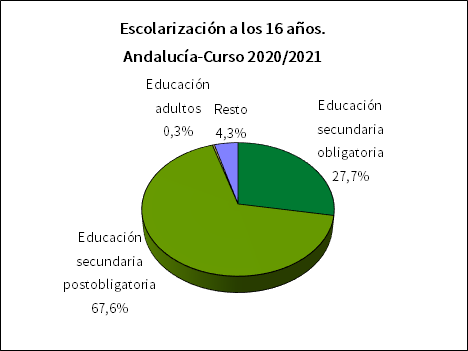 Escolarización a los 16 años.
Andalucía-Curso 2020/2021
Educación
adultos
0,3%
Resto
4,3%
Educación
secundaria
obligatoria
27,7%
Educación
secundaria
postobligatoria
67,6%